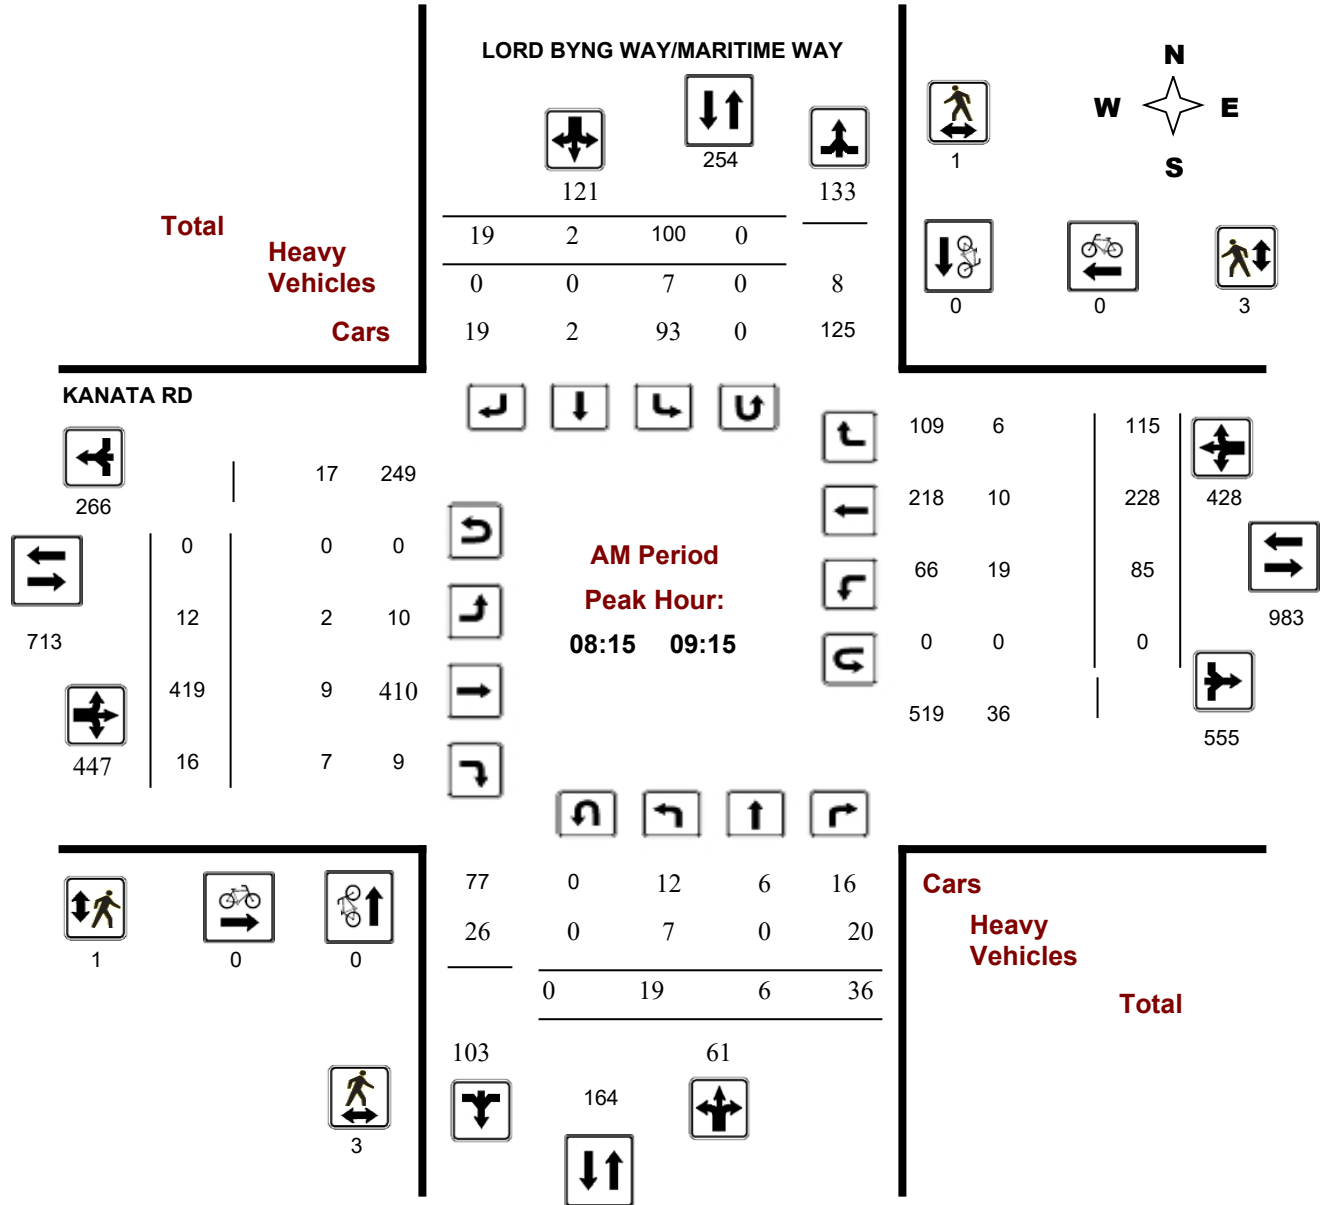 LORD BYNG WAY/MARITIME WAY
N
W E
S
254
1
121 133
Total
19 2 100 0
Heavy
Vehicles
0 0 7 0 8
0 0 3
Cars
19 2 93 0 125
KANATA RD
109 6 115
17 249
266
218 10 228 428
0 0 0
AM Period
66 19 85
Peak Hour:
12 2 10
983
713
08:15 09:15
0 0 0
419 9 410
519 36
555
447 16 7 9
77 0 12 6 16
Cars
26 0 7 0 20
Heavy
Vehicles
1 0 0
0 19 6 36
Total
103 61
164
3